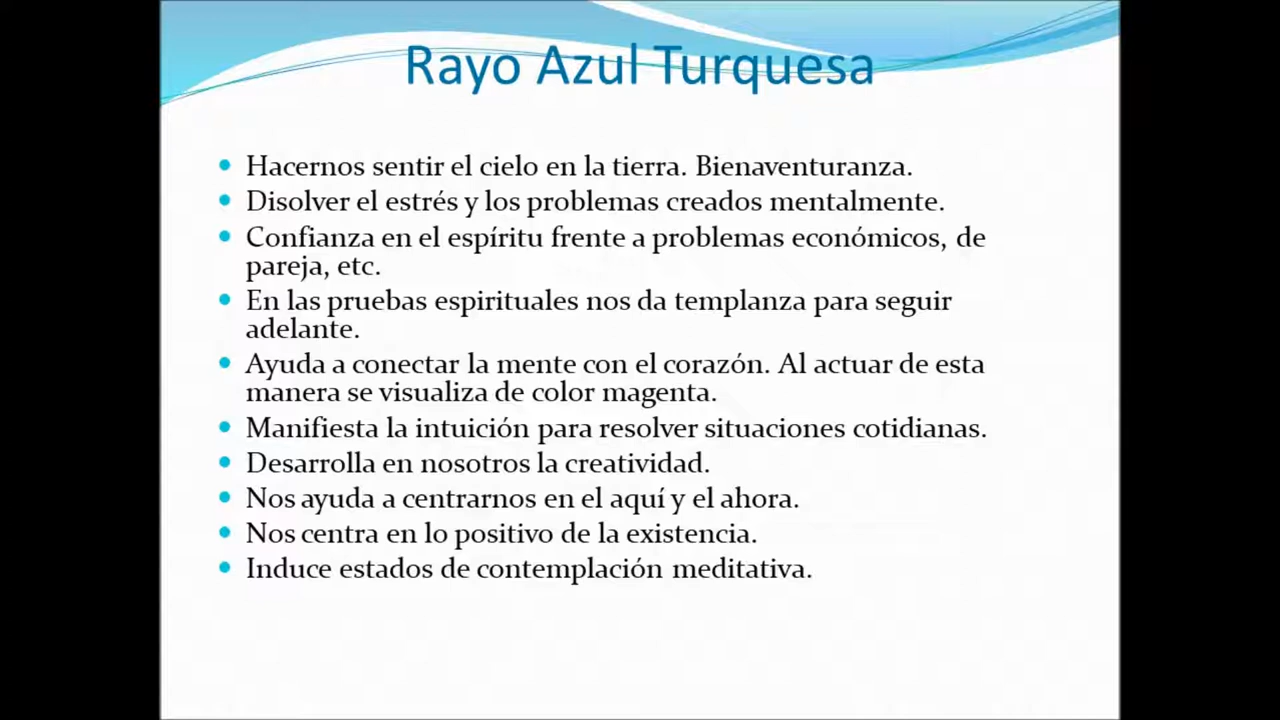 Rayo Azul Turquesa
• Hacernos sentir el cielo en la tierra. Bienaventuranza.
• Disolver el estrés y los problemas creados mentalmente.
• Confianza en el espíritu frente a problemas económicos, de
pareja, etc.
• En las pruebas espirituales nos da templanza para seguir
adelante.
• Ayuda a conectar la mente con el corazón. Al actuar de esta
manera se visualiza de color magenta.
• Manifiesta la intuición para resolver situaciones cotidianas.
• Desarrolla en nosotros la creatividad.
• Nos ayuda a centrarnos en el aquí y el ahora.
• Nos centra en lo positivo de la existencia.
• Induce estados de contemplación meditativa.